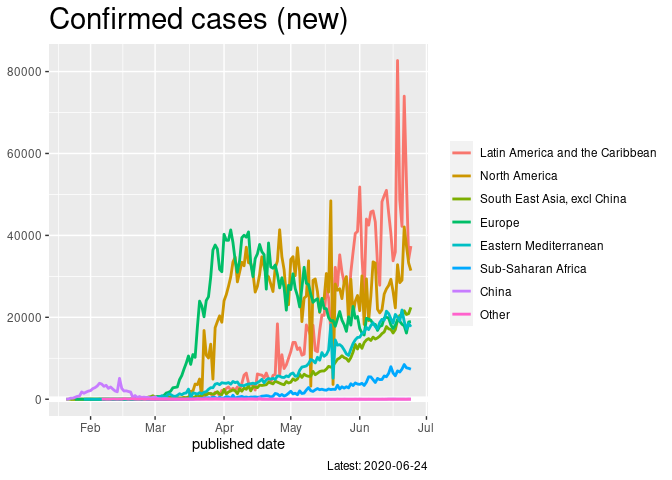 Confirmed cases (new)
80000
60000
40000
20000
0
Feb Mar Apr May Jun Jul
published date
Latin America and the Caribbean
North America
South East Asia, excl China
Europe
Eastern Mediterranean
Sub-Saharan Africa
China
Other
Latest: 2020-06-24